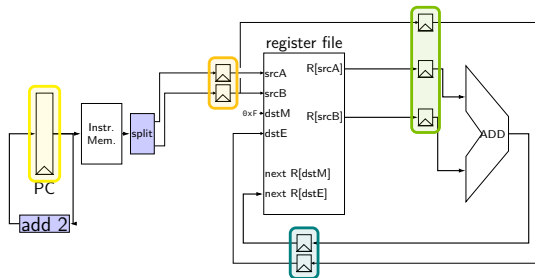 register file
srcA
srcB
0xF
dstM
dstE
R[srcA]
R[srcB]
next R[dstM]
next R[dstE]
Instr.
Mem.
split
PC
add 2
ADD